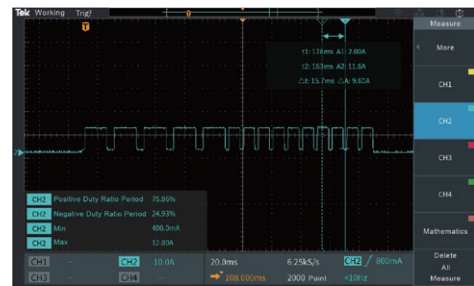 Tek Working Trig?
Measure
T
t1: 178ms A1: 2.00A
t2: 163ms A2: 11.6A
△t: 15.7ms △A: 9.60A
More
CH1
CH2
CH3
CH4
Mathematics
Delete
All
Measure
CH2 Positive Duty Ratio Period 75.06%
CH2 Negative Duty Ratio Period 24.93%
CH2 Min 400.0mA
CH2 Max 12.00A
CH1 -- CH2 10.0A 20.0ms 6.25kS/s CH2 800mA
CH3 -- CH4 -- 108.000ms 2000 Point <10Hz